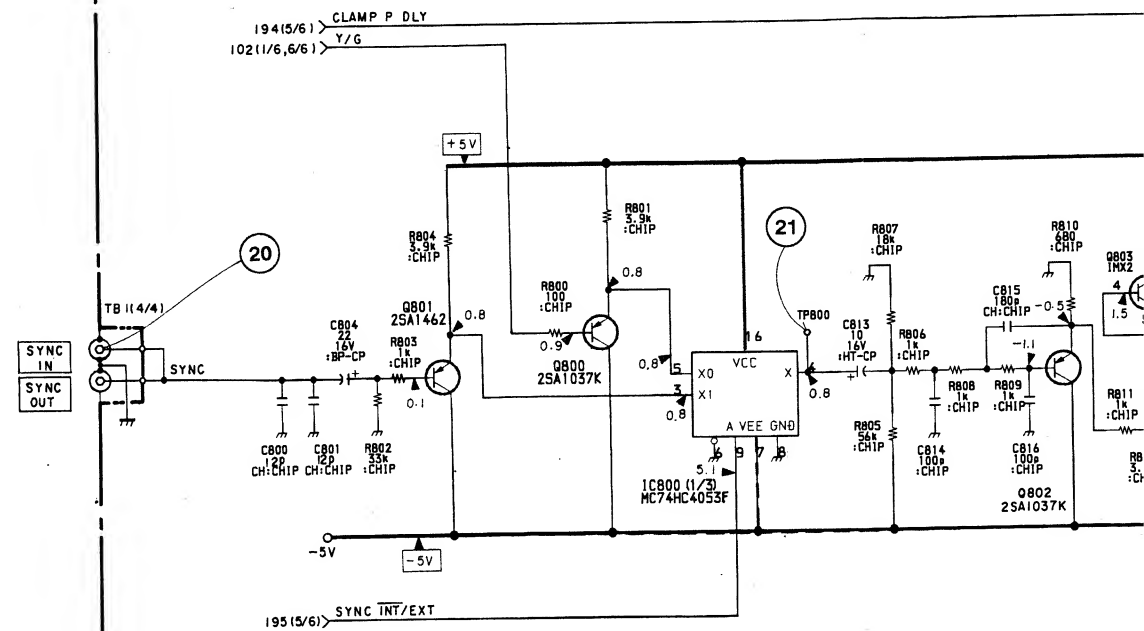 194(5/6) CLAMP P DLY
102(1/6,6/6) Y/G
+5V
R804
3.9k
:CHIP
R801
3.9k
:CHIP
R807
18k
:CHIP
R810
680
:CHIP
Q803
IMX2
4
1.5
20
21
TB1(4/4)
SYNC
IN
SYNC
OUT
SYNC
C804
22
16V
:BP-CP
R803
1k
:CHIP
Q801
2SA1462
0.8
0.1
R800
100
:CHIP
0.8
0.9
Q800
2SA1037K
TP800
C813
10
16V
:HT-CP
R806
1k
:CHIP
C815
180p
CH:CHIP
-0.5
-1.1
16
VCC
0.8
5
X0
X
3
X1
0.8
0.8
A VEE GND
6 9 7 8
5.1
IC800 (1/3)
MC74HC4053F
C800
12p
CH:CHIP
C801
12p
CH:CHIP
R802
33k
:CHIP
R805
56k
:CHIP
R808
1k
:CHIP
R809
1k
:CHIP
C814
100p
:CHIP
C816
100p
:CHIP
R811
1k
:CHIP
Q802
2SA1037K
-5V
-5V
195(5/6) SYNC INT/EXT